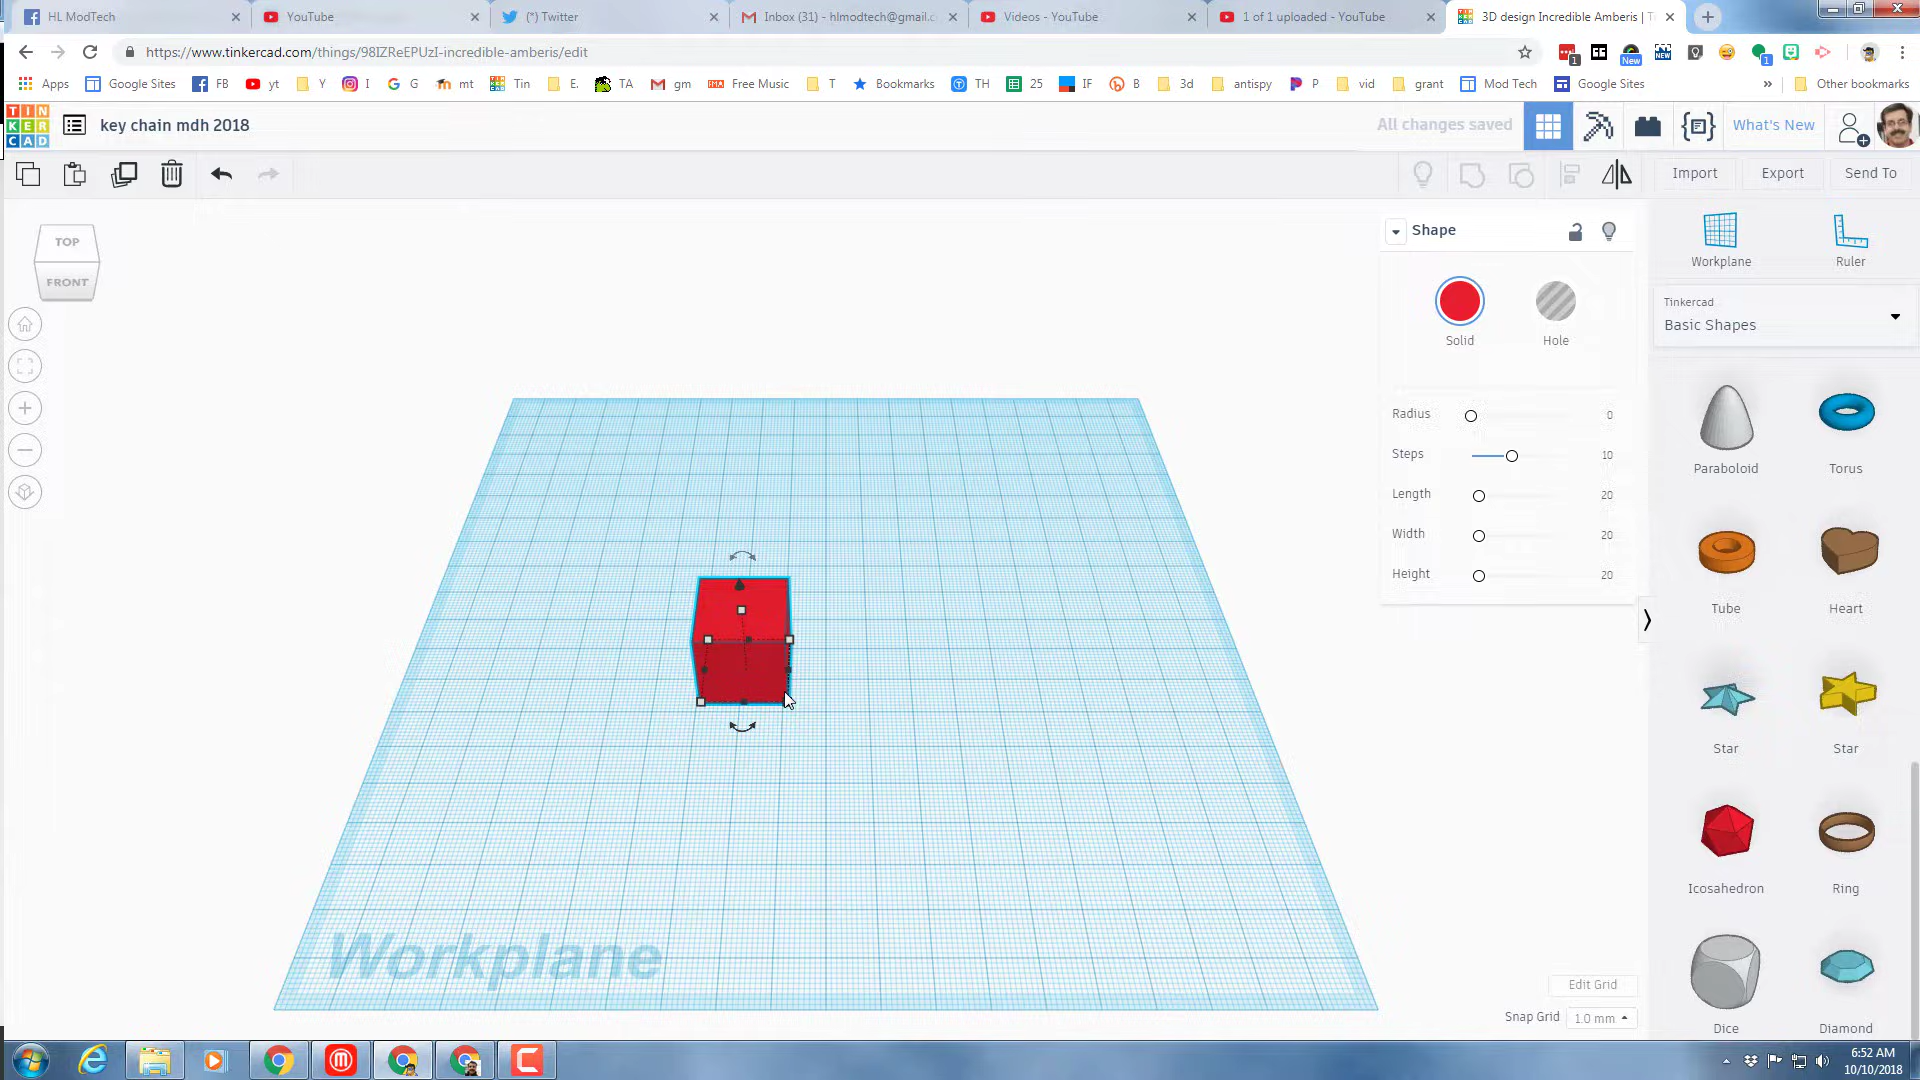 HL ModTech
YouTube
(*) Twitter
Inbox (31) - hlmodtech@gmail.c
Videos - YouTube
1 of 1 uploaded - YouTube
3D design Incredible Amberis | T
https://www.tinkercad.com/things/98IZReEPUzI-incredible-amberis/edit
1
New
NEW
1
Apps
Google Sites
FB
yt
Y
I
G
mt
Tin
E.
TA
gm
FMA
Free Music
T
Bookmarks
TH
25
IF
B
3d
antispy
P
vid
grant
Mod Tech
Google Sites
»
Other bookmarks
TIN
KER
CAD
key chain mdh 2018
All changes saved
What's New
Import
Export
Send To
TOP
FRONT
Shape
Solid
Hole
Radius 0
Steps 10
Length 20
Width 20
Height 20
Workplane
Ruler
Tinkercad
Basic Shapes
Paraboloid
Torus
Tube
Heart
Star
Star
Icosahedron
Ring
Dice
Diamond
Workplane
Edit Grid
Snap Grid 1.0 mm
6:52 AM
10/10/2018